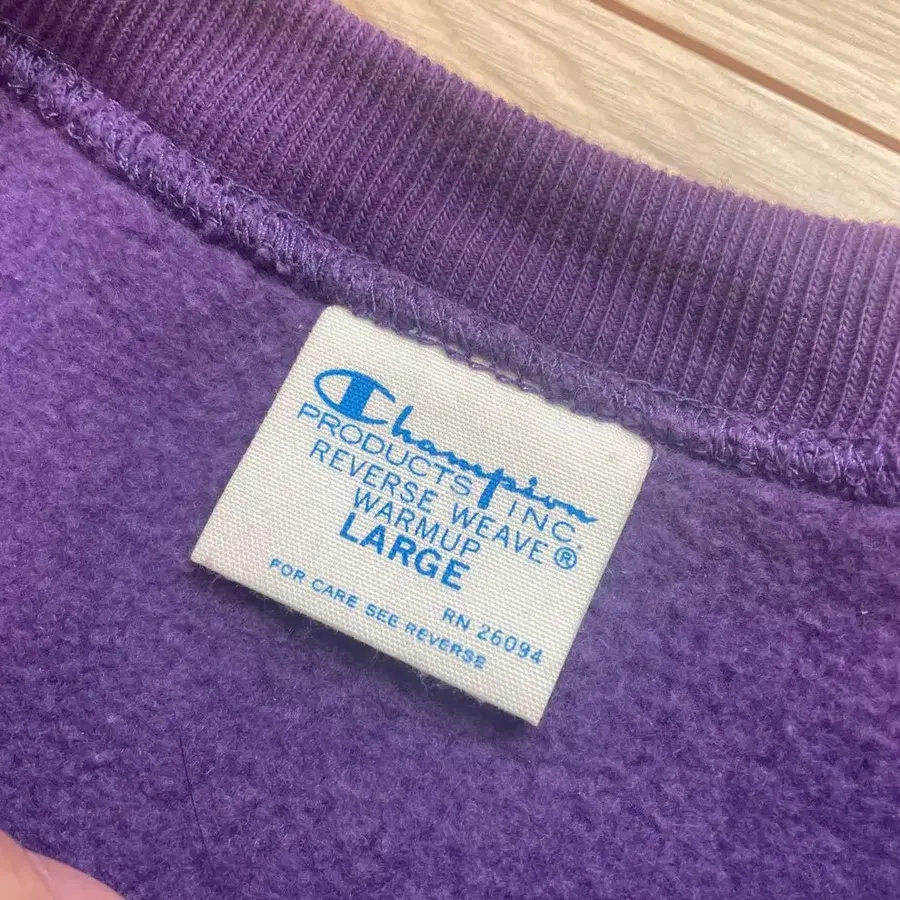 Champion
PRODUCTS INC.
REVERSE WEAVE ®
WARMUP
LARGE
RN 26094
FOR CARE SEE REVERSE